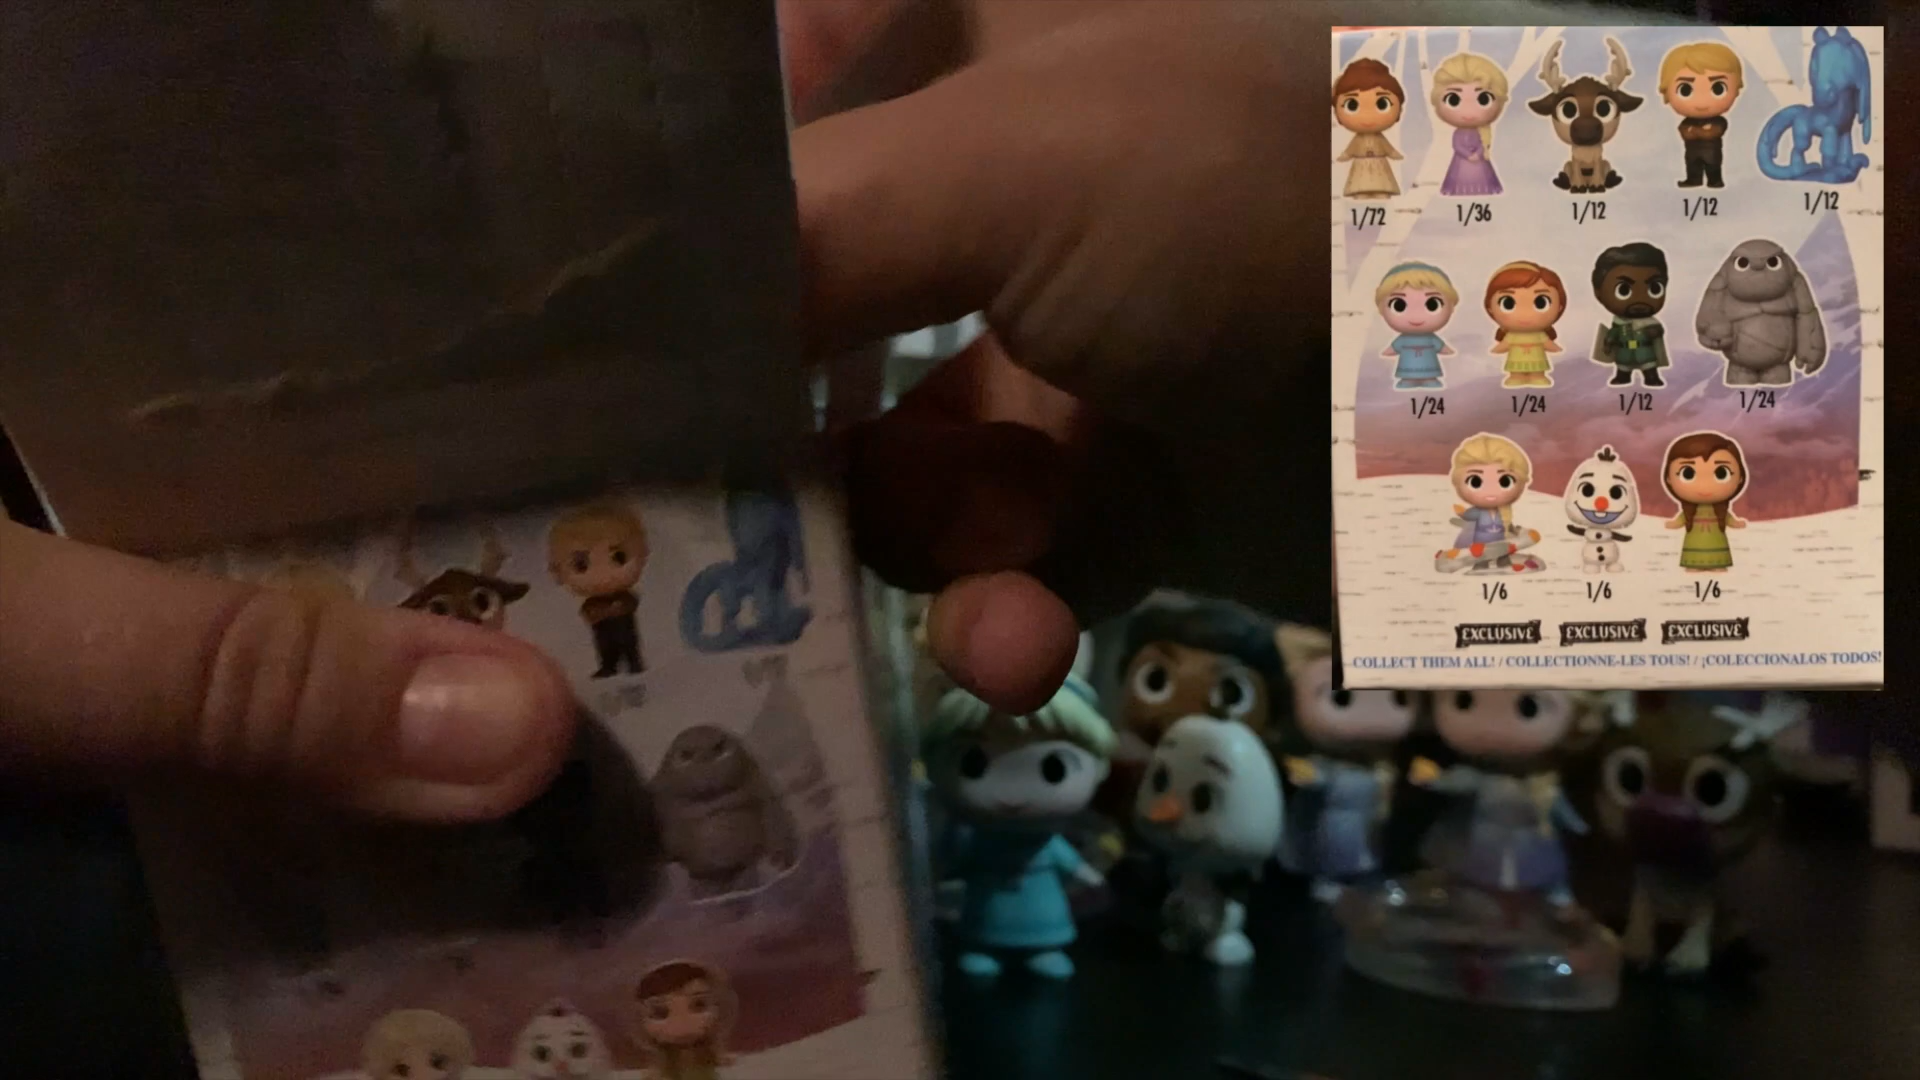 1/72 1/36 1/12 1/12 1/12
1/24 1/24 1/12 1/24
1/6 1/6 1/6
EXCLUSIVE EXCLUSIVE EXCLUSIVE
COLLECT THEM ALL! / COLLECTIONNE-LES TOUS! / ¡COLECCIONALOS TODOS!